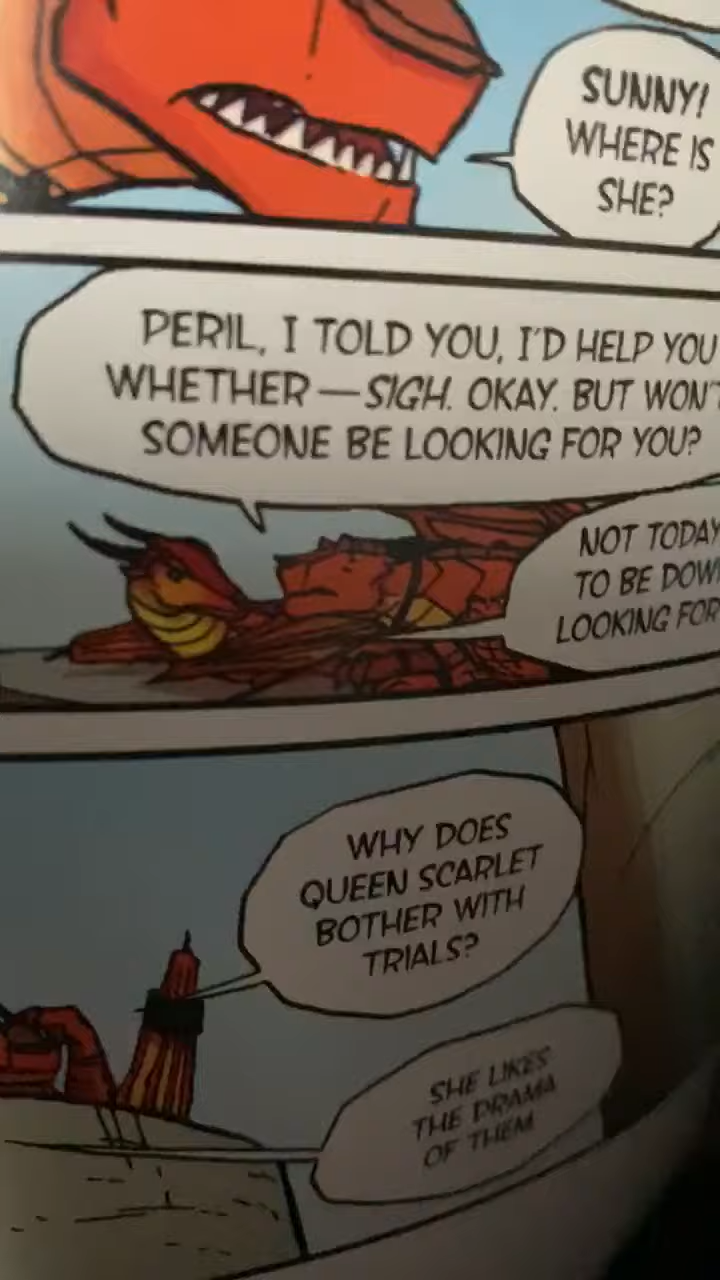 SUNNY!
WHERE IS
SHE?
PERIL, I TOLD YOU, I'D HELP YOU
WHETHER — SIGH. OKAY. BUT WON'T
SOMEONE BE LOOKING FOR YOU?
NOT TODAY
TO BE
LOOKING FOR
WHY DOES
QUEEN SCARLET
BOTHER WITH
TRIALS?
SHE LIKES
THE DRAMA
OF THEM